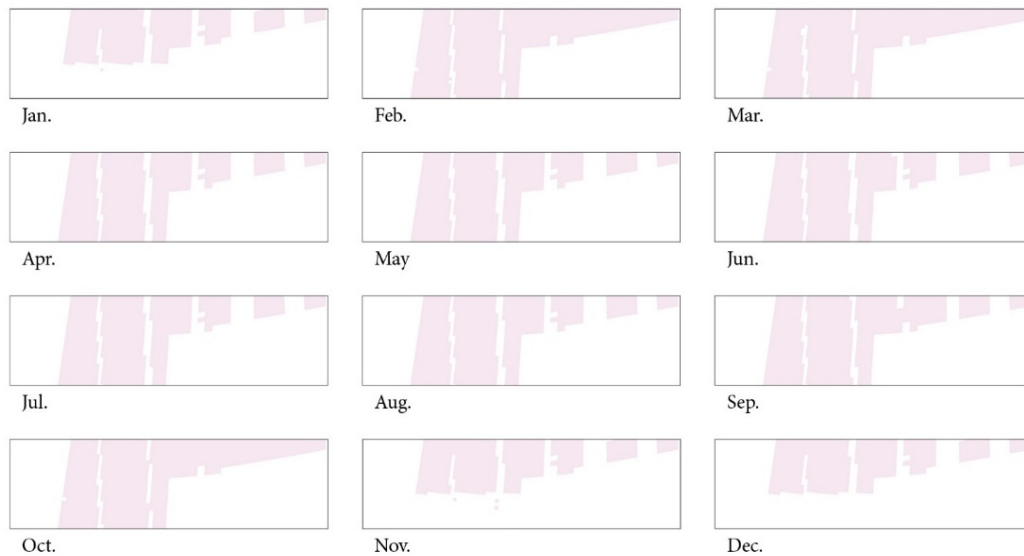 Jan.
Feb.
Mar.
Apr.
May
Jun.
Jul.
Aug.
Sep.
Oct.
Nov.
Dec.